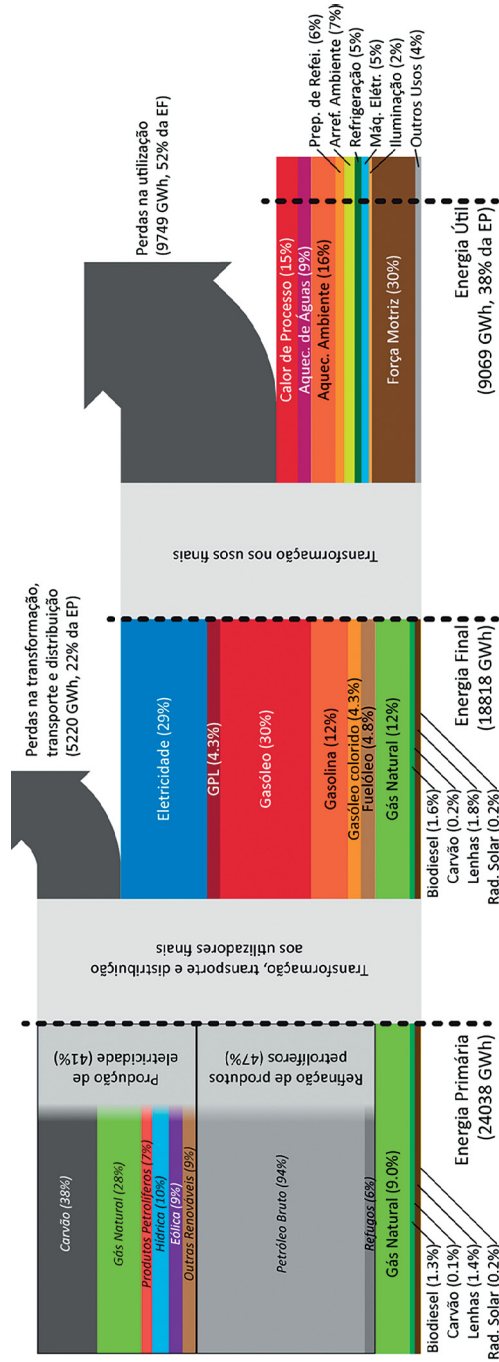 Carvão (38%)
Gás Natural (28%)
Produtos Petrolíferos (7%)
Hídrica (10%)
Eólica (9%)
Outras Renováveis (9%)
Produção de
eletricidade (41%)
Petróleo Bruto (94%)
Refugos (6%)
Refinação de produtos
petrolíferos (47%)
Gás Natural (9.0%)
Biodiesel (1.3%)
Carvão (0.1%)
Lenhas (1.4%)
Rad. Solar (0.2%)
Energia Primária
(24038 GWh)
Transformação, transporte e distribuição
aos utilizadores finais
Perdas na transformação,
transporte e distribuição
(5220 GWh, 22% da EP)
Eletricidade (29%)
GPL (4.3%)
Gasóleo (30%)
Gasolina (12%)
Gasóleo colorido (4.3%)
Fuelóleo (4.8%)
Gás Natural (12%)
Biodiesel (1.6%)
Carvão (0.2%)
Lenhas (1.8%)
Rad. Solar (0.2%)
Energia Final
(18818 GWh)
Transformação nos usos finais
Perdas na utilização
(9749 GWh, 52% da EF)
Calor de Processo (15%)
Aquec. de Águas (9%)
Aquec. Ambiente (16%)
Prep. de Refei. (6%)
Arref. Ambiente (7%)
Refrigeração (5%)
Máq. Elétr. (5%)
Iluminação (2%)
Força Motriz (30%)
Outros Usos (4%)
Energia Útil
(9069 GWh, 38% da EP)